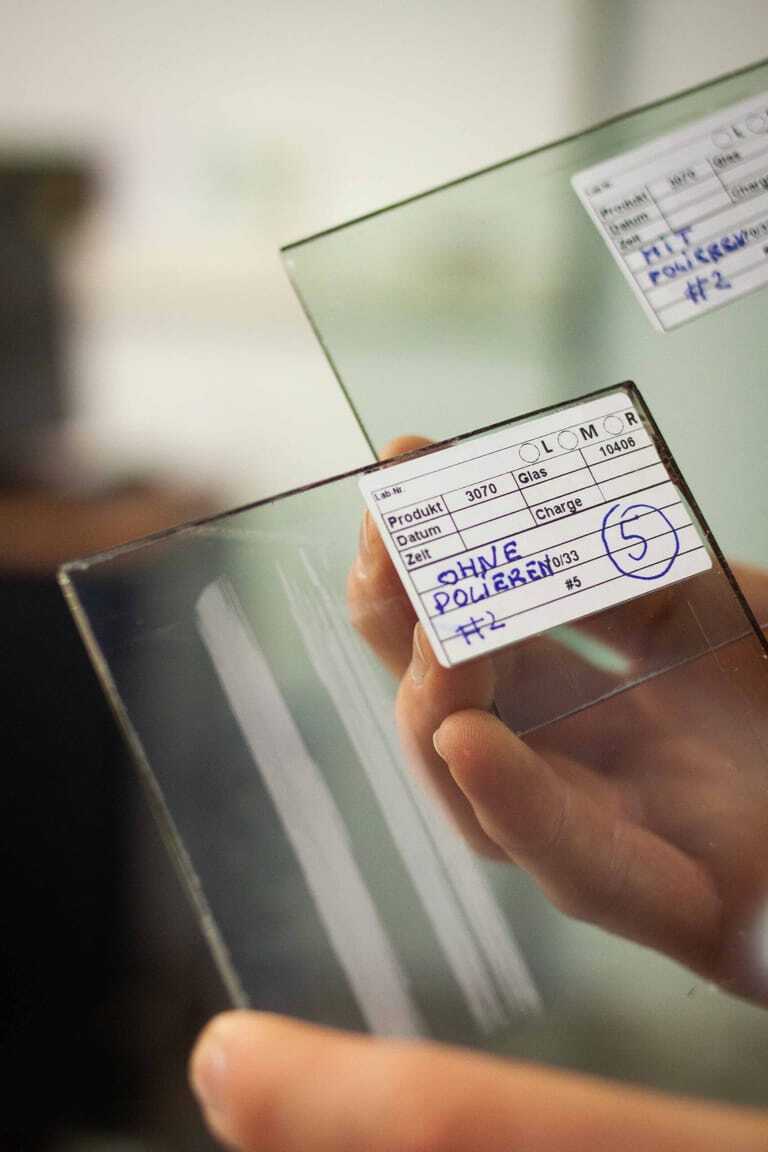 L
Lab-Nr.
Produkt 3070 Glas
Datum Charge
Zeit
MIT
POLIEREN
#2
L M R
Lab-Nr.
Produkt 3070 Glas 10406
Datum Charge
Zeit
OHNE
POLIEREN 0/33
#2 #5
5